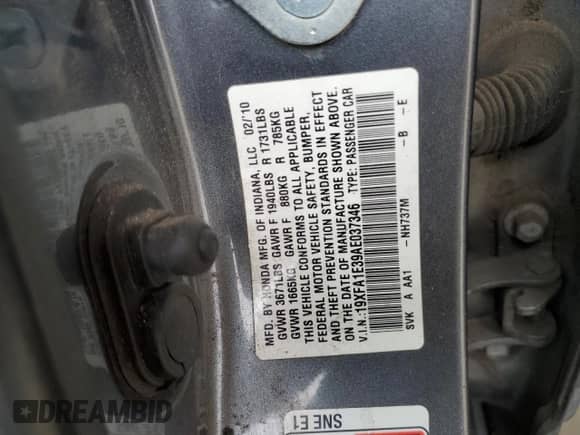 MFD. BY HONDA MFG. OF INDIANA, LLC 02/'10
GVWR 3671LBS GAWR F 1940LBS R 1731LBS
GVWR 1665KG GAWR F 880KG R 785KG
THIS VEHICLE CONFORMS TO ALL APPLICABLE
FEDERAL MOTOR VEHICLE SAFETY, BUMPER,
AND THEFT PREVENTION STANDARDS IN EFFECT
ON THE DATE OF MANUFACTURE SHOWN ABOVE.
V.I.N.:19XFA1E39AE037346 TYPE: PASSENGER CAR
SVK A AA1 -NH737M -B -E
SNE E1
DREAMBID